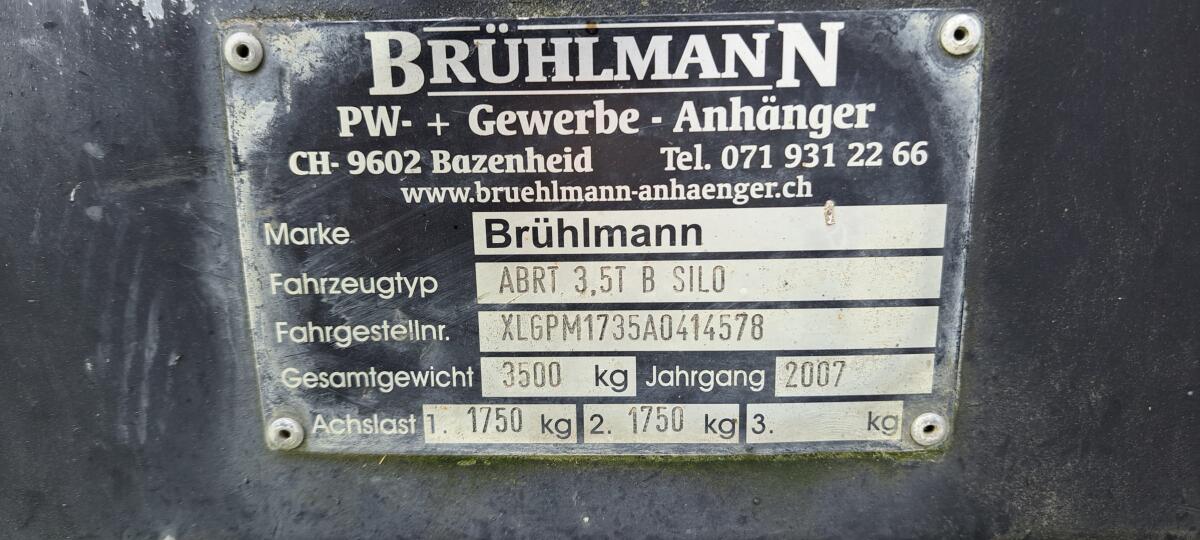 BRÜHLMANN
PW- + Gewerbe - Anhänger
CH- 9602 Bazenheid Tel. 071 931 22 66
www.bruehlmann-anhaenger.ch
Marke Brühlmann
Fahrzeugtyp ABRT 3,5T B SILO
Fahrgestellnr. XLGPM1735A0414578
Gesamtgewicht 3500 kg Jahrgang 2007
Achslast 1. 1750 kg 2. 1750 kg 3. kg